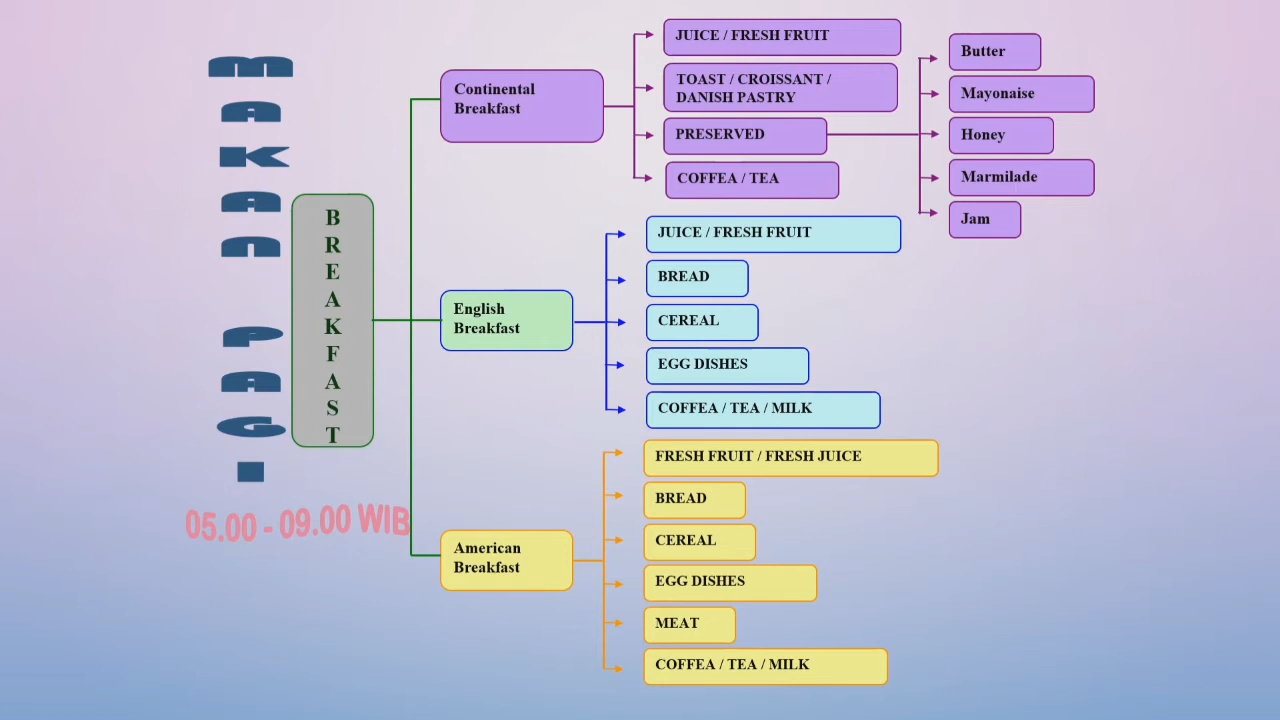 MAKAN PAGI
BREAKFAST
05.00 - 09.00 WIB
Continental
Breakfast
JUICE / FRESH FRUIT
TOAST / CROISSANT /
DANISH PASTRY
PRESERVED
COFFEA / TEA
Butter
Mayonaise
Honey
Marmilade
Jam
English
Breakfast
JUICE / FRESH FRUIT
BREAD
CEREAL
EGG DISHES
COFFEA / TEA / MILK
American
Breakfast
FRESH FRUIT / FRESH JUICE
BREAD
CEREAL
EGG DISHES
MEAT
COFFEA / TEA / MILK